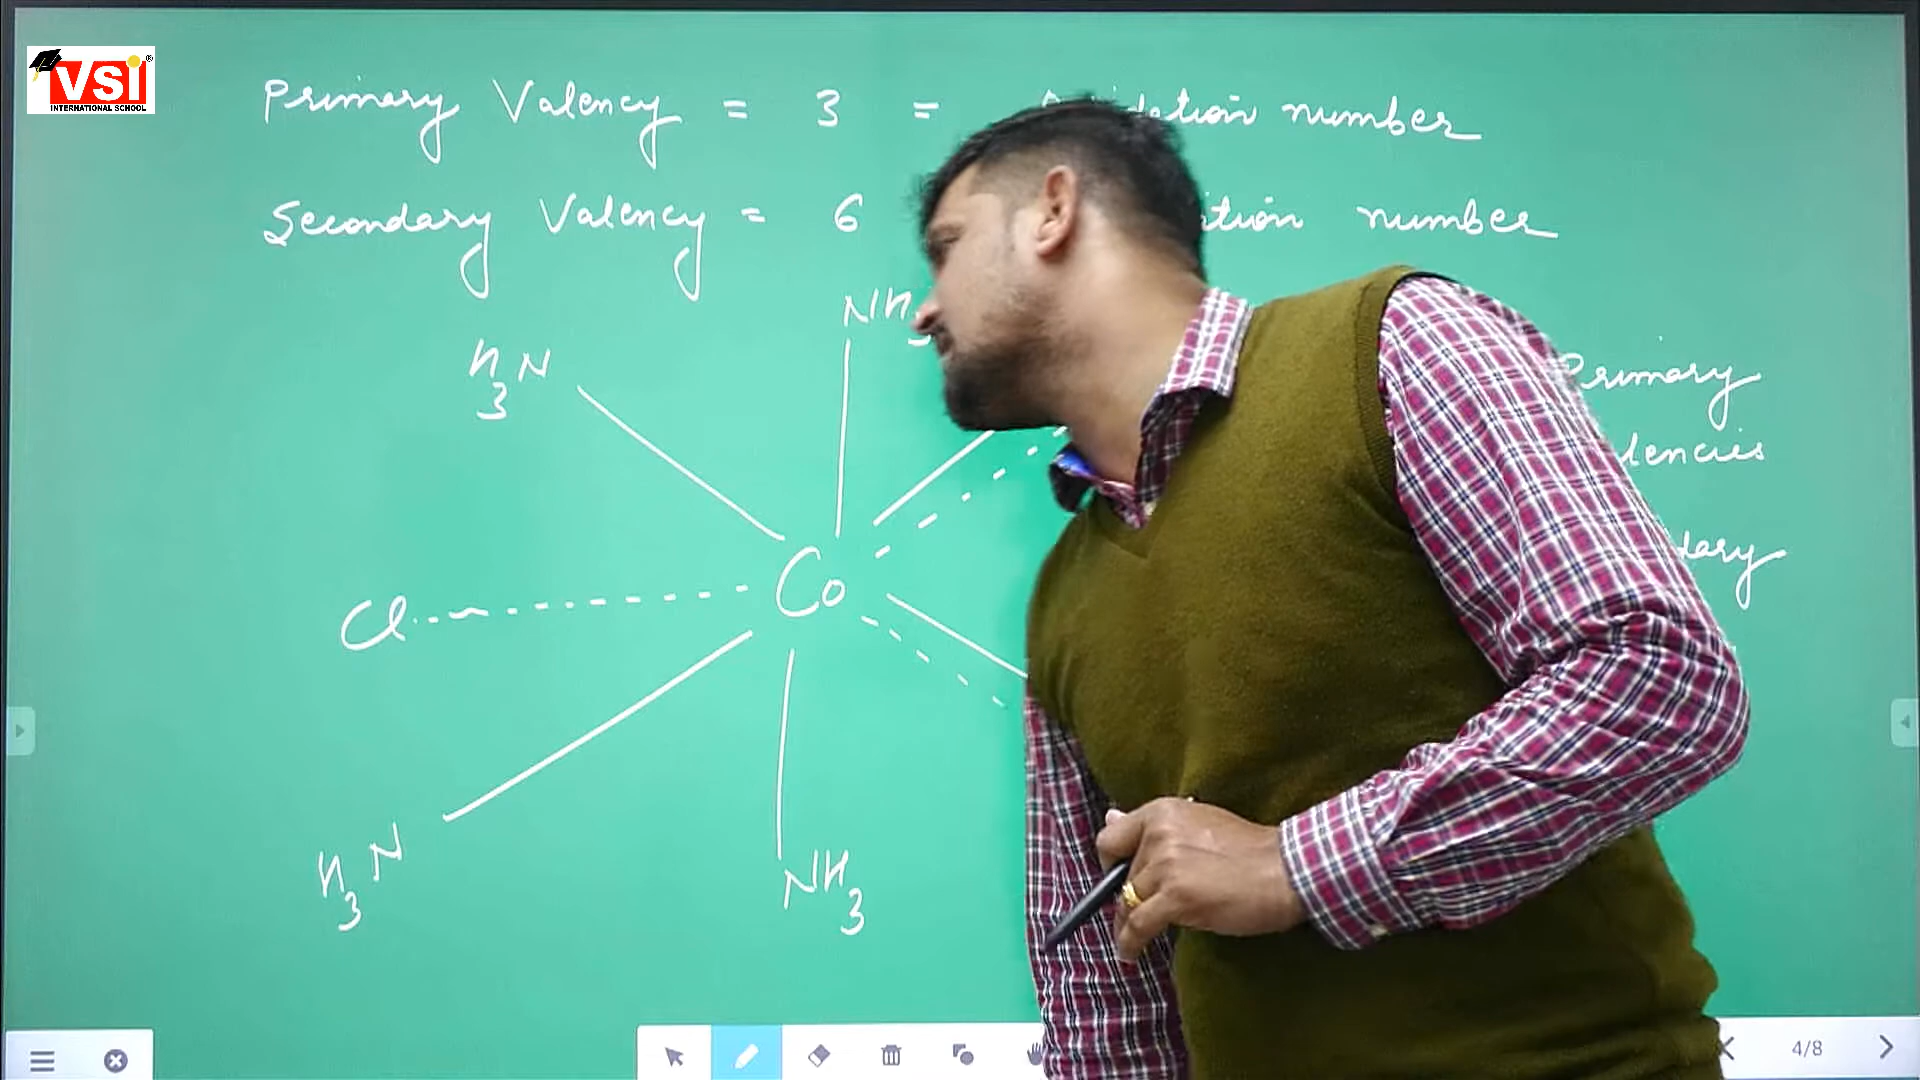 VSI
INTERNATIONAL SCHOOL
Primary Valency = 3 = number
Secondary Valency = 6 number
NH3
H3N
Primary
Cl Co
H3N
NH3
4/8